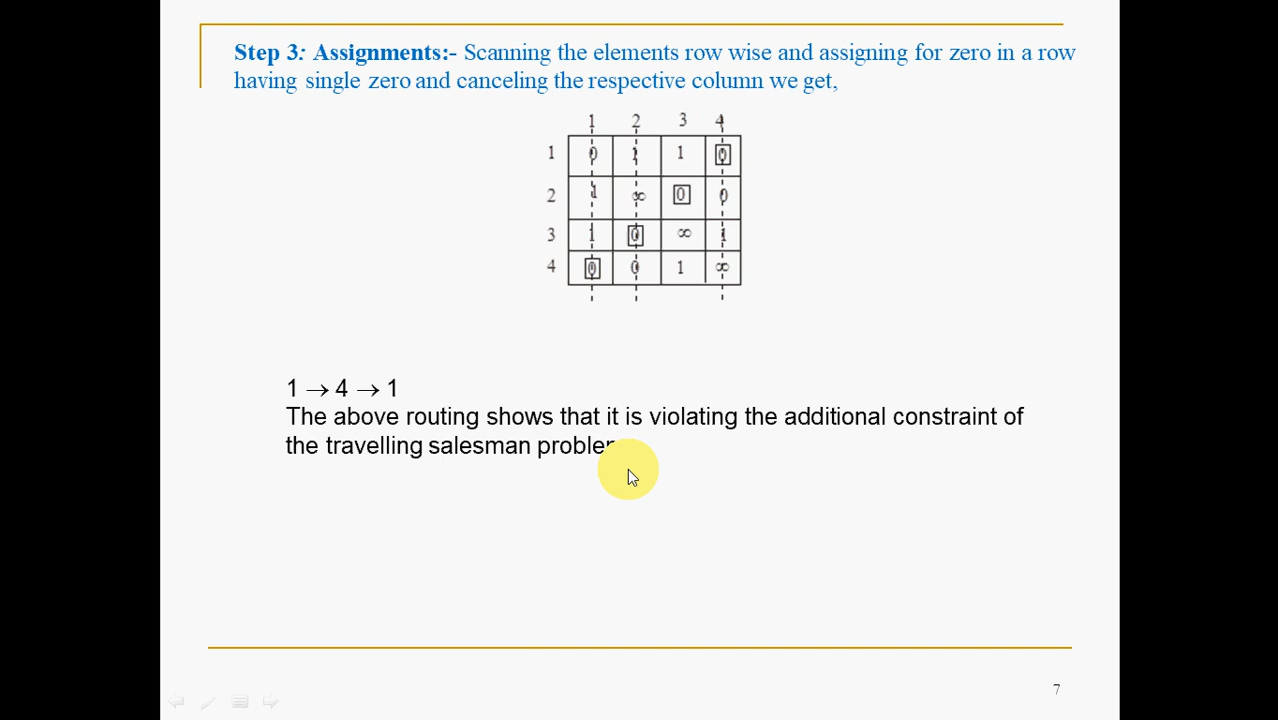 Step 3: Assignments:- Scanning the elements row wise and assigning for zero in a row
having single zero and canceling the respective column we get,
1 2 3 4
1 0 1 1 0
2 1 ∞ 0 0
3 1 0 ∞ 1
4 0 0 1 ∞
1 → 4 → 1
The above routing shows that it is violating the additional constraint of
the travelling salesman
7